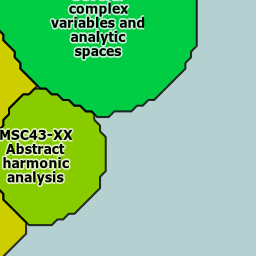 complex
variables and
analytic
spaces
MSC43-XX
Abstract
harmonic
analysis